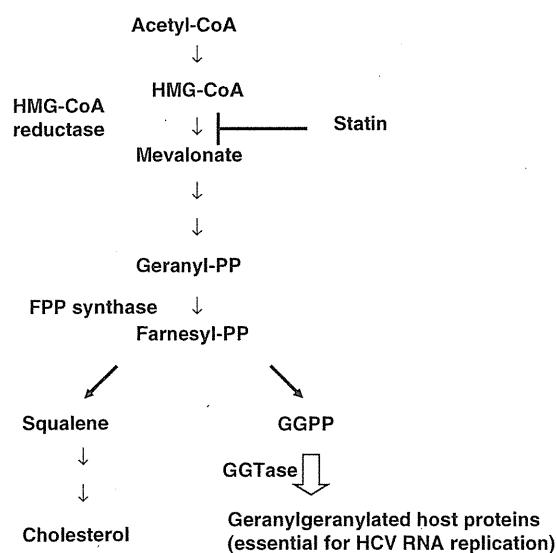 Acetyl-CoA
HMG-CoA
HMG-CoA
reductase
Statin
Mevalonate
Geranyl-PP
FPP synthase
Farnesyl-PP
Squalene
GGPP
GGTase
Cholesterol
Geranylgeranylated host proteins
(essential for HCV RNA replication)